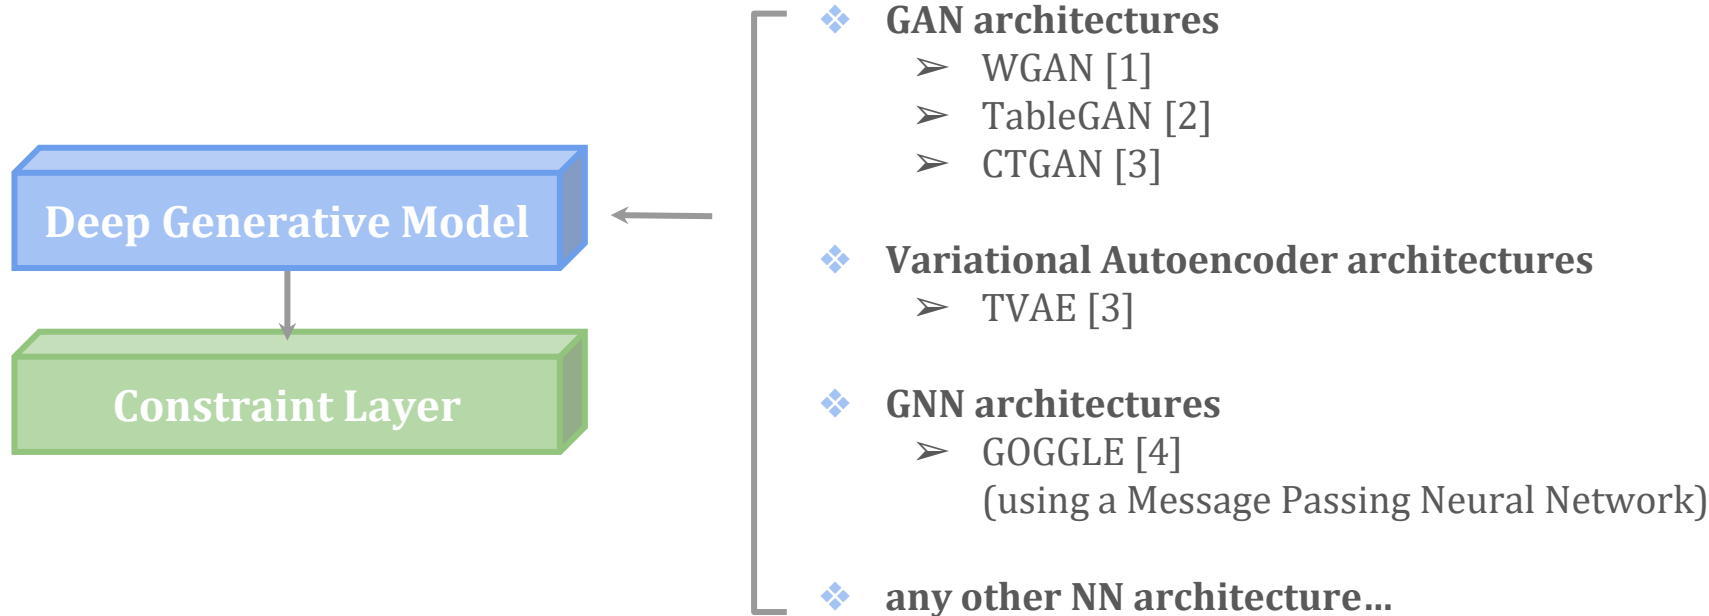 Deep Generative Model
Constraint Layer
GAN architectures
WGAN [1]
TableGAN [2]
CTGAN [3]
Variational Autoencoder architectures
TVAE [3]
GNN architectures
GOGGLE [4]
(using a Message Passing Neural Network)
any other NN architecture…